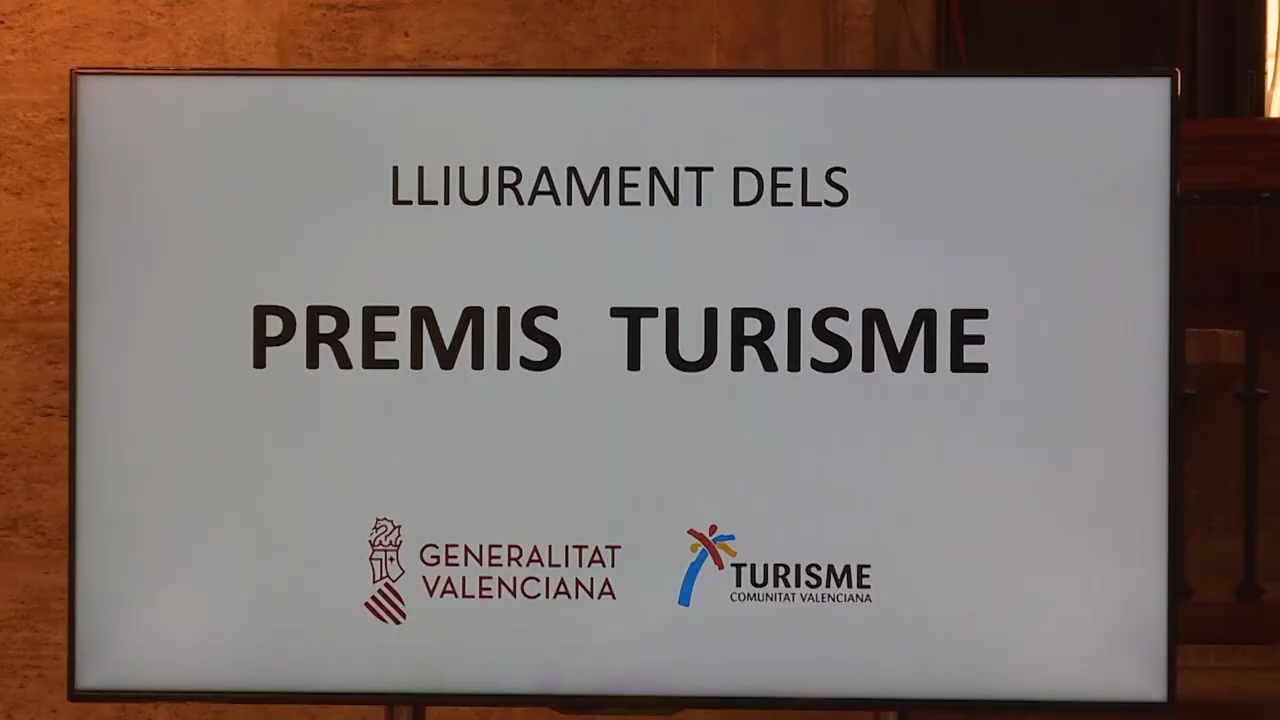 LLIURAMENT DELS
PREMIS TURISME
GENERALITAT
VALENCIANA
TURISME
COMUNITAT VALENCIANA